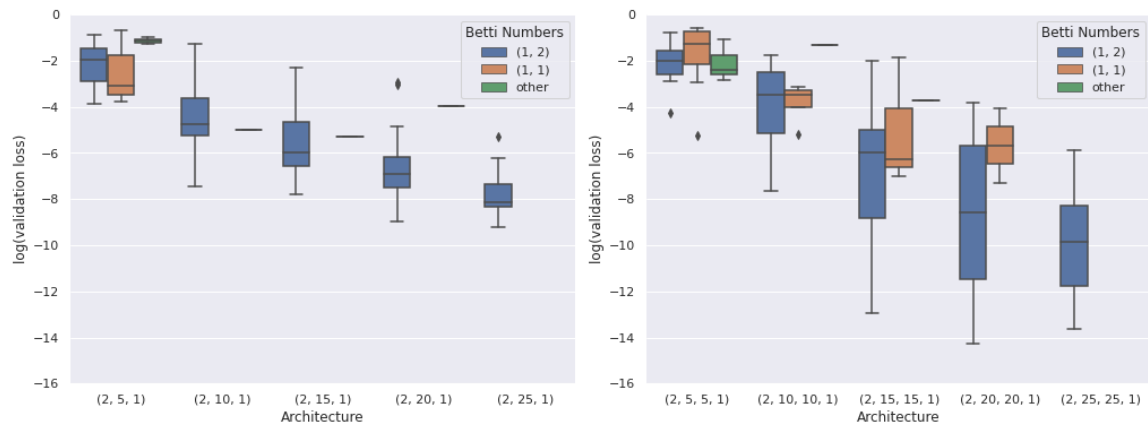 0
−2
−4
−6
−8
−10
−12
−14
−16
log(validation loss)
Betti Numbers
(1, 2)
(1, 1)
other
(2, 5, 1)
(2, 10, 1)
(2, 15, 1)
(2, 20, 1)
(2, 25, 1)
Architecture
0
−2
−4
−6
−8
−10
−12
−14
−16
log(validation loss)
Betti Numbers
(1, 2)
(1, 1)
other
(2, 5, 5, 1)
(2, 10, 10, 1)
(2, 15, 15, 1)
(2, 20, 20, 1)
(2, 25, 25, 1)
Architecture